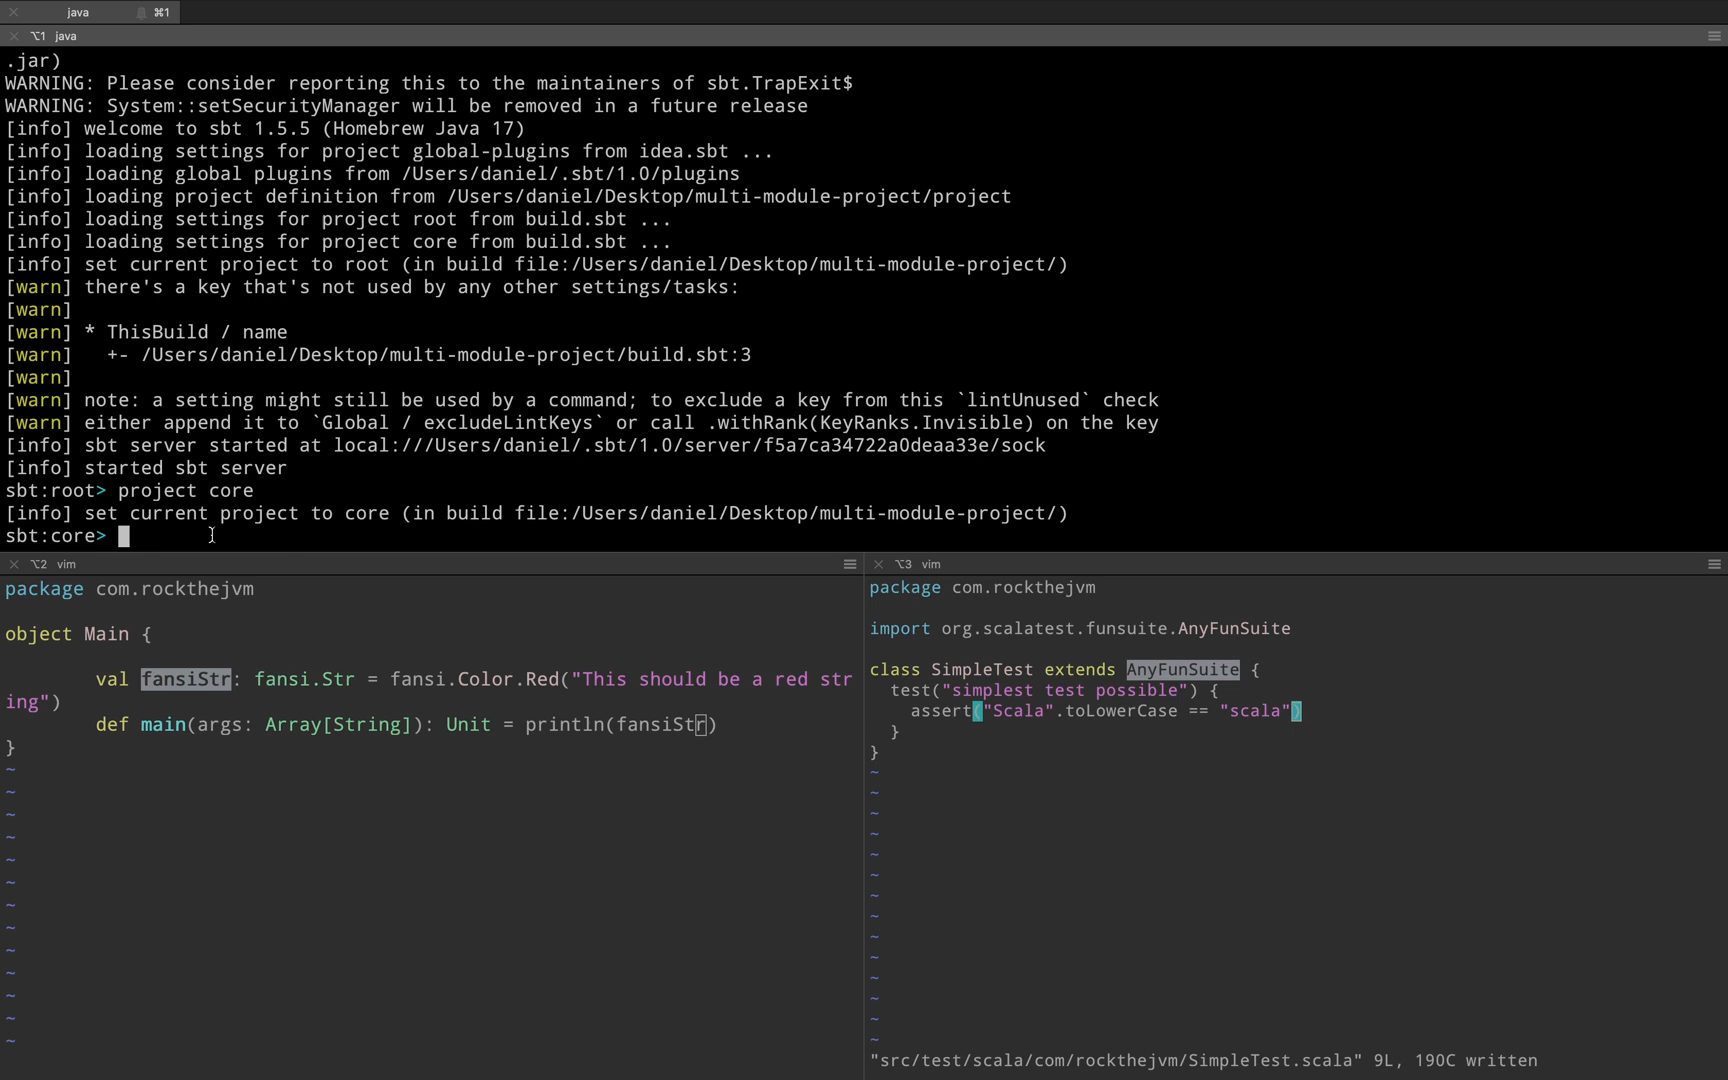 java ⌘1
⌥1 java
.jar)
WARNING: Please consider reporting this to the maintainers of sbt.TrapExit$
WARNING: System::setSecurityManager will be removed in a future release
[info] welcome to sbt 1.5.5 (Homebrew Java 17)
[info] loading settings for project global-plugins from idea.sbt ...
[info] loading global plugins from /Users/daniel/.sbt/1.0/plugins
[info] loading project definition from /Users/daniel/Desktop/multi-module-project/project
[info] loading settings for project root from build.sbt ...
[info] loading settings for project core from build.sbt ...
[info] set current project to root (in build file:/Users/daniel/Desktop/multi-module-project/)
[warn] there's a key that's not used by any other settings/tasks:
[warn]
[warn] * ThisBuild / name
[warn]   +- /Users/daniel/Desktop/multi-module-project/build.sbt:3
[warn]
[warn] note: a setting might still be used by a command; to exclude a key from this `lintUnused` check
[warn] either append it to `Global / excludeLintKeys` or call .withRank(KeyRanks.Invisible) on the key
[info] sbt server started at local:///Users/daniel/.sbt/1.0/server/f5a7ca34722a0deaa33e/sock
[info] started sbt server
sbt:root> project core
[info] set current project to core (in build file:/Users/daniel/Desktop/multi-module-project/)
sbt:core>
⌥2 vim
package com.rockthejvm
object Main {
        val fansiStr: fansi.Str = fansi.Color.Red("This should be a red str
ing")
        def main(args: Array[String]): Unit = println(fansiStr)
}
~
~
~
~
~
~
~
~
~
~
~
~
~
⌥3 vim
package com.rockthejvm
import org.scalatest.funsuite.AnyFunSuite
class SimpleTest extends AnyFunSuite {
  test("simplest test possible") {
    assert("Scala".toLowerCase == "scala")
  }
}
~
~
~
~
~
~
~
~
~
~
~
~
~
~
"src/test/scala/com/rockthejvm/SimpleTest.scala" 9L, 190C written